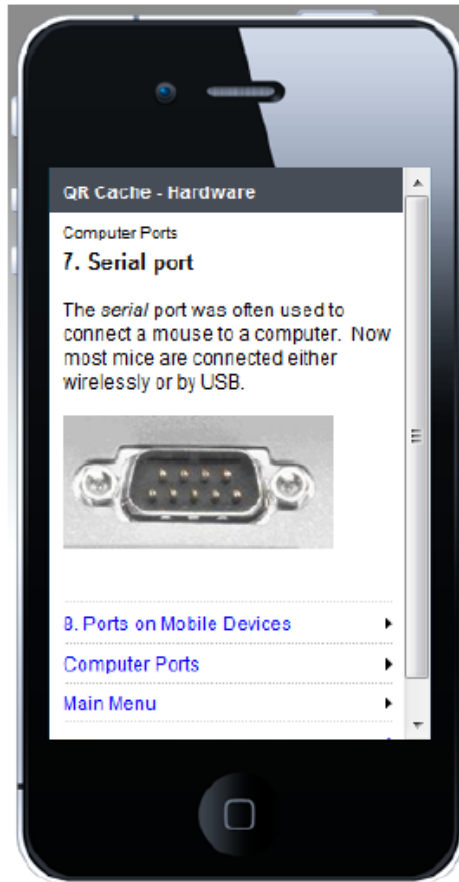 QR Cache - Hardware
Computer Ports
7. Serial port
The serial port was often used to
connect a mouse to a computer.  Now
most mice are connected either
wirelessly or by USB.
8. Ports on Mobile Devices
Computer Ports
Main Menu